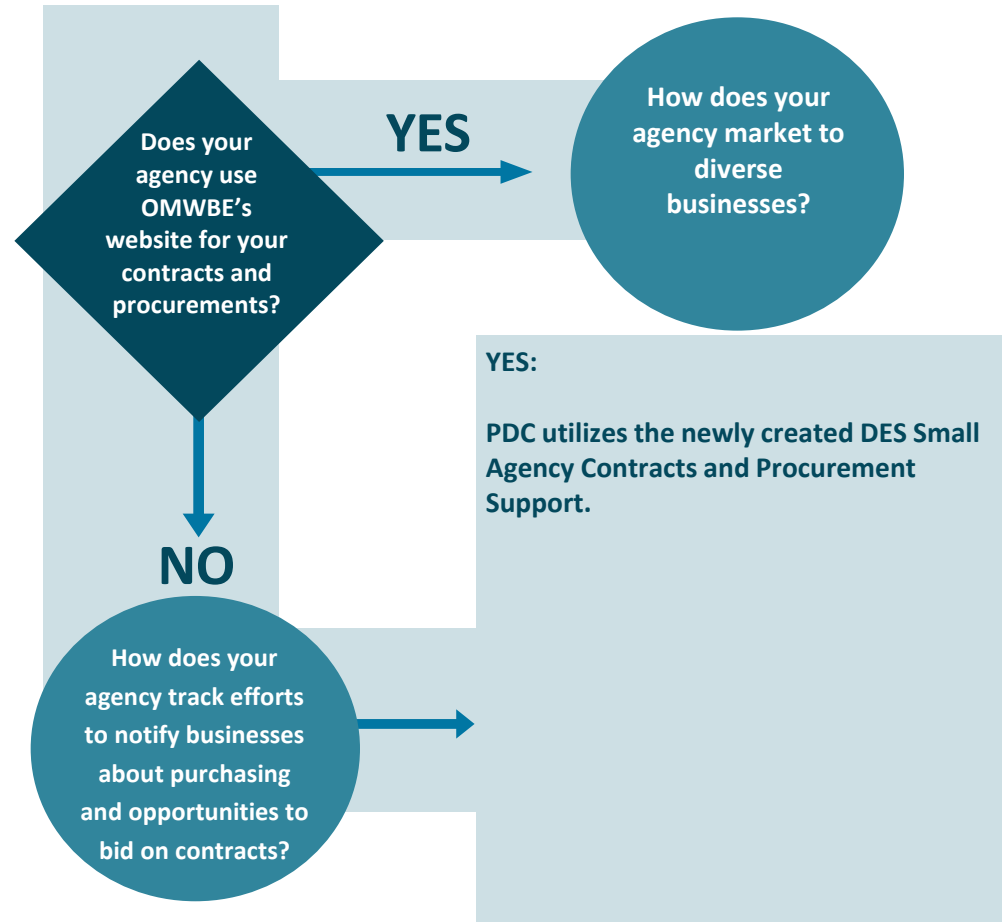 Does your
agency use
OMWBE’s
website for your
contracts and
procurements?
YES
How does your
agency market to
diverse
businesses?
YES:
PDC utilizes the newly created DES Small
Agency Contracts and Procurement
Support.
NO
How does your
agency track efforts
to notify businesses
about purchasing
and opportunities to
bid on contracts?